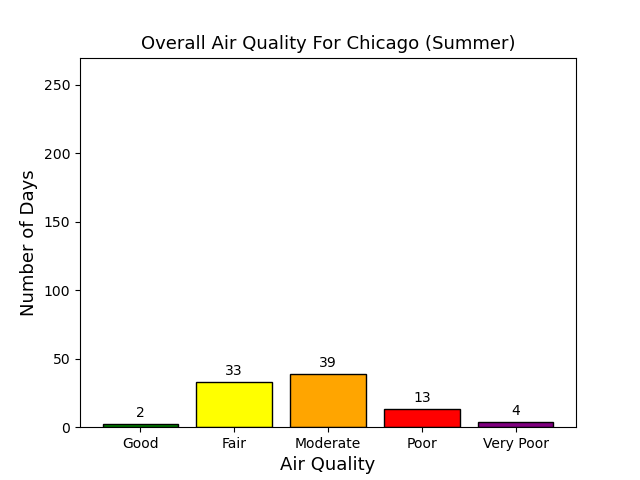 Overall Air Quality For Chicago (Summer)
Number of Days
250
200
150
100
50
0
2
33
39
13
4
Good Fair Moderate Poor Very Poor
Air Quality